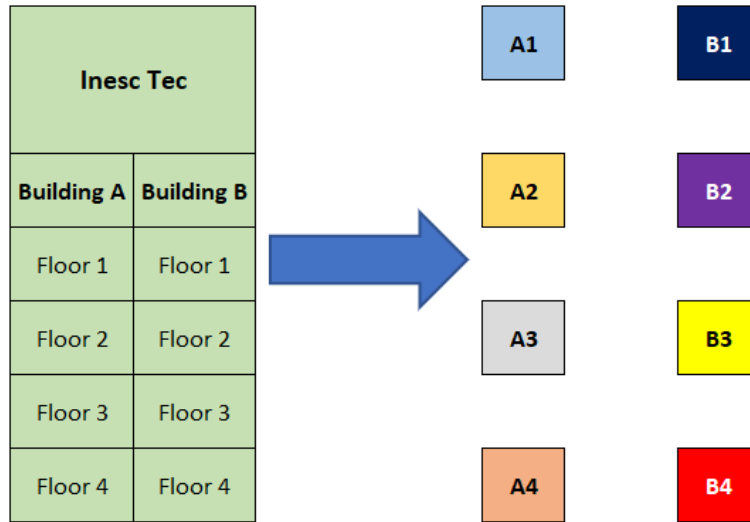 Inesc Tec
Building A Building B
Floor 1 Floor 1
Floor 2 Floor 2
Floor 3 Floor 3
Floor 4 Floor 4
A1 B1
A2 B2
A3 B3
A4 B4